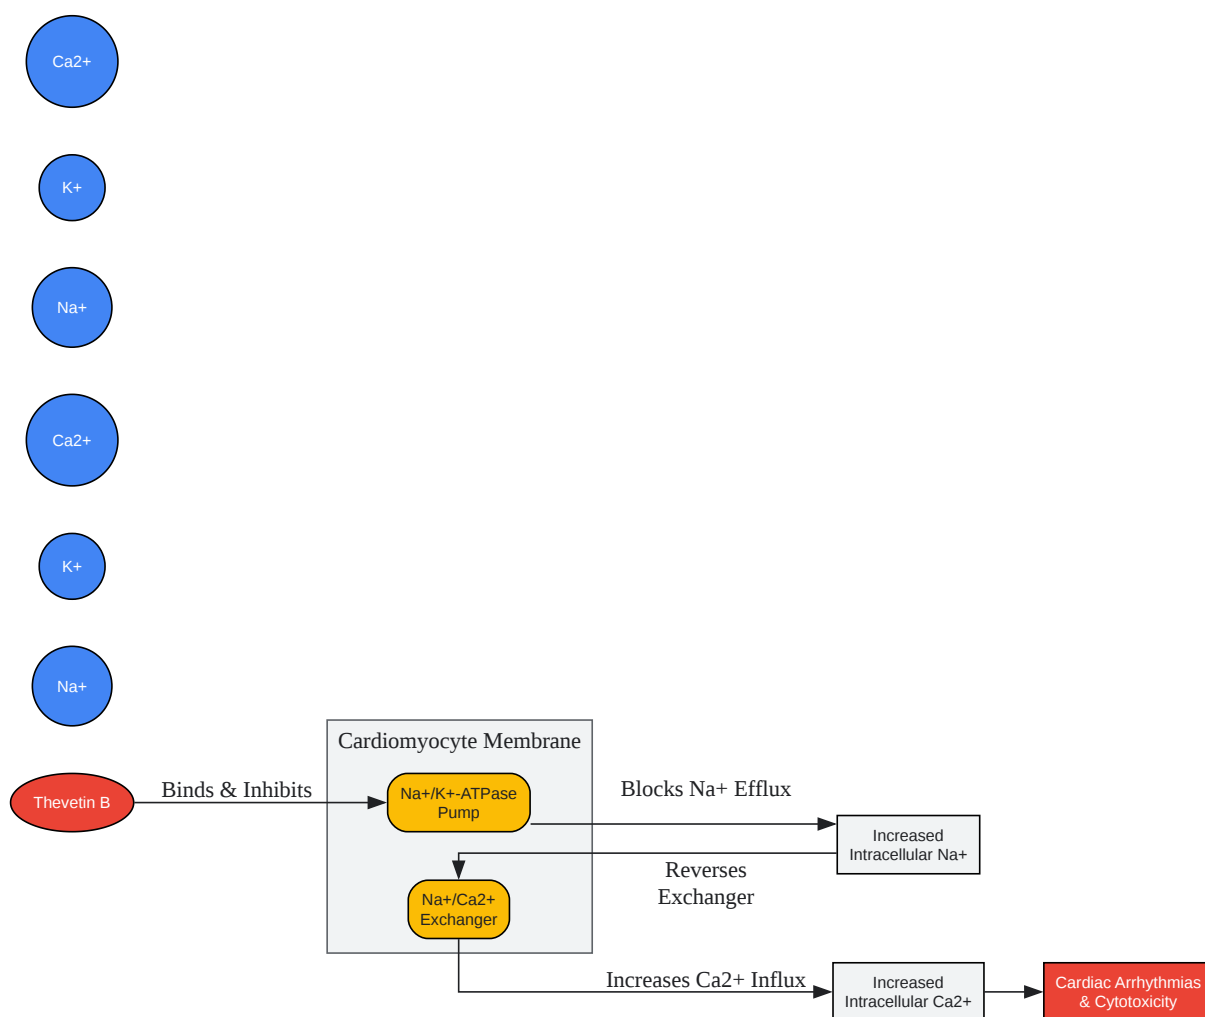 Ca2+
K+
Na+
Ca2+
K+
Na+
Cardiomyocyte Membrane
Thevetin B
Binds & Inhibits
Na+/K+-ATPase
Pump
Blocks Na+ Efflux
Increased
Intracellular Na+
Reverses
Exchanger
Na+/Ca2+
Exchanger
Increases Ca2+ Influx
Increased
Intracellular Ca2+
Cardiac Arrhythmias
& Cytotoxicity